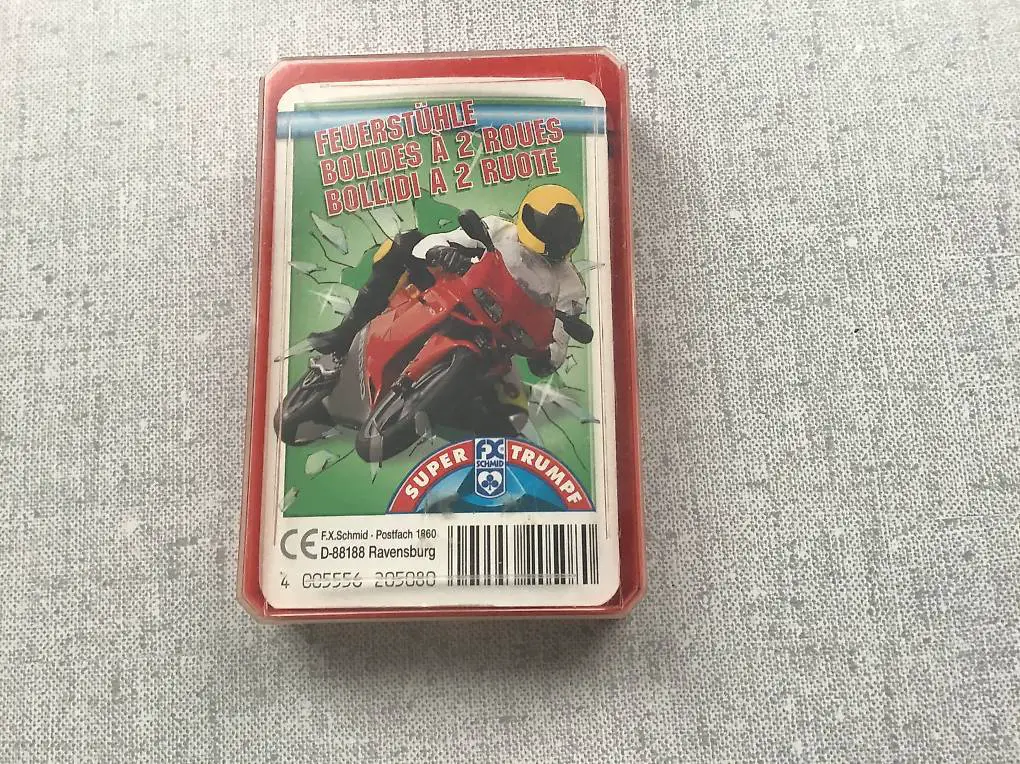 FEUERSTÜHLE
BOLIDES À 2 ROUES
BOLLIDI A 2 RUOTE
SUPER FX SCHMID TRUMPF
CE F.X.Schmid · Postfach 1860
D-88188 Ravensburg
4 005556 205080